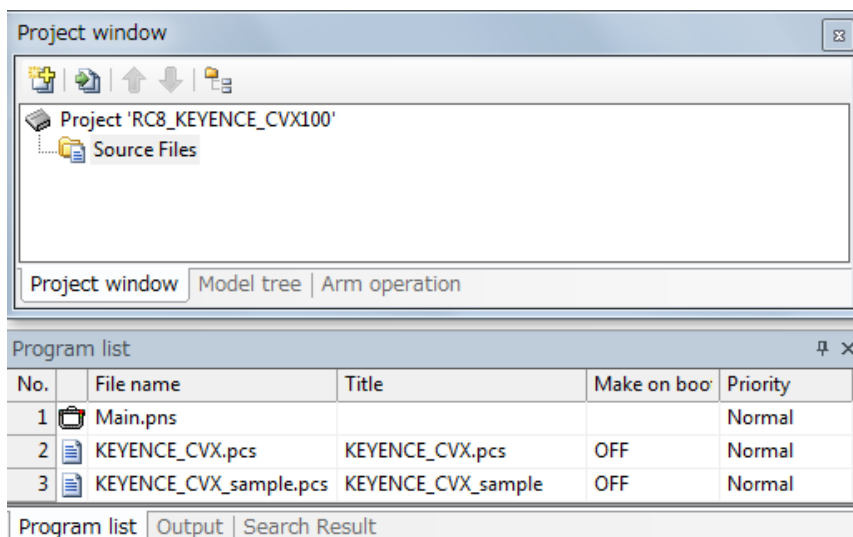 Project window
Project 'RC8_KEYENCE_CVX100'
Source Files
Project window Model tree | Arm operation
Program list
No. File name Title Make on boo Priority
1 Main.pns Normal
2 KEYENCE_CVX.pcs KEYENCE_CVX.pcs OFF Normal
3 KEYENCE_CVX_sample.pcs KEYENCE_CVX_sample OFF Normal
Program list Output | Search Result